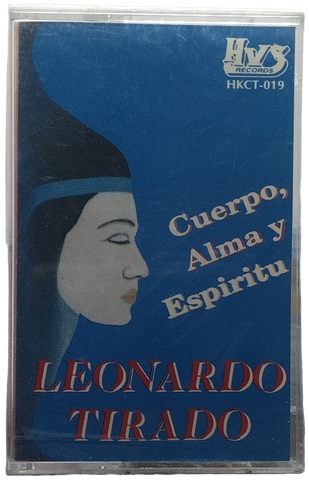 HVS
RECORDS
HKCT-019
Cuerpo,
Alma y
Espiritu
LEONARDO
TIRADO